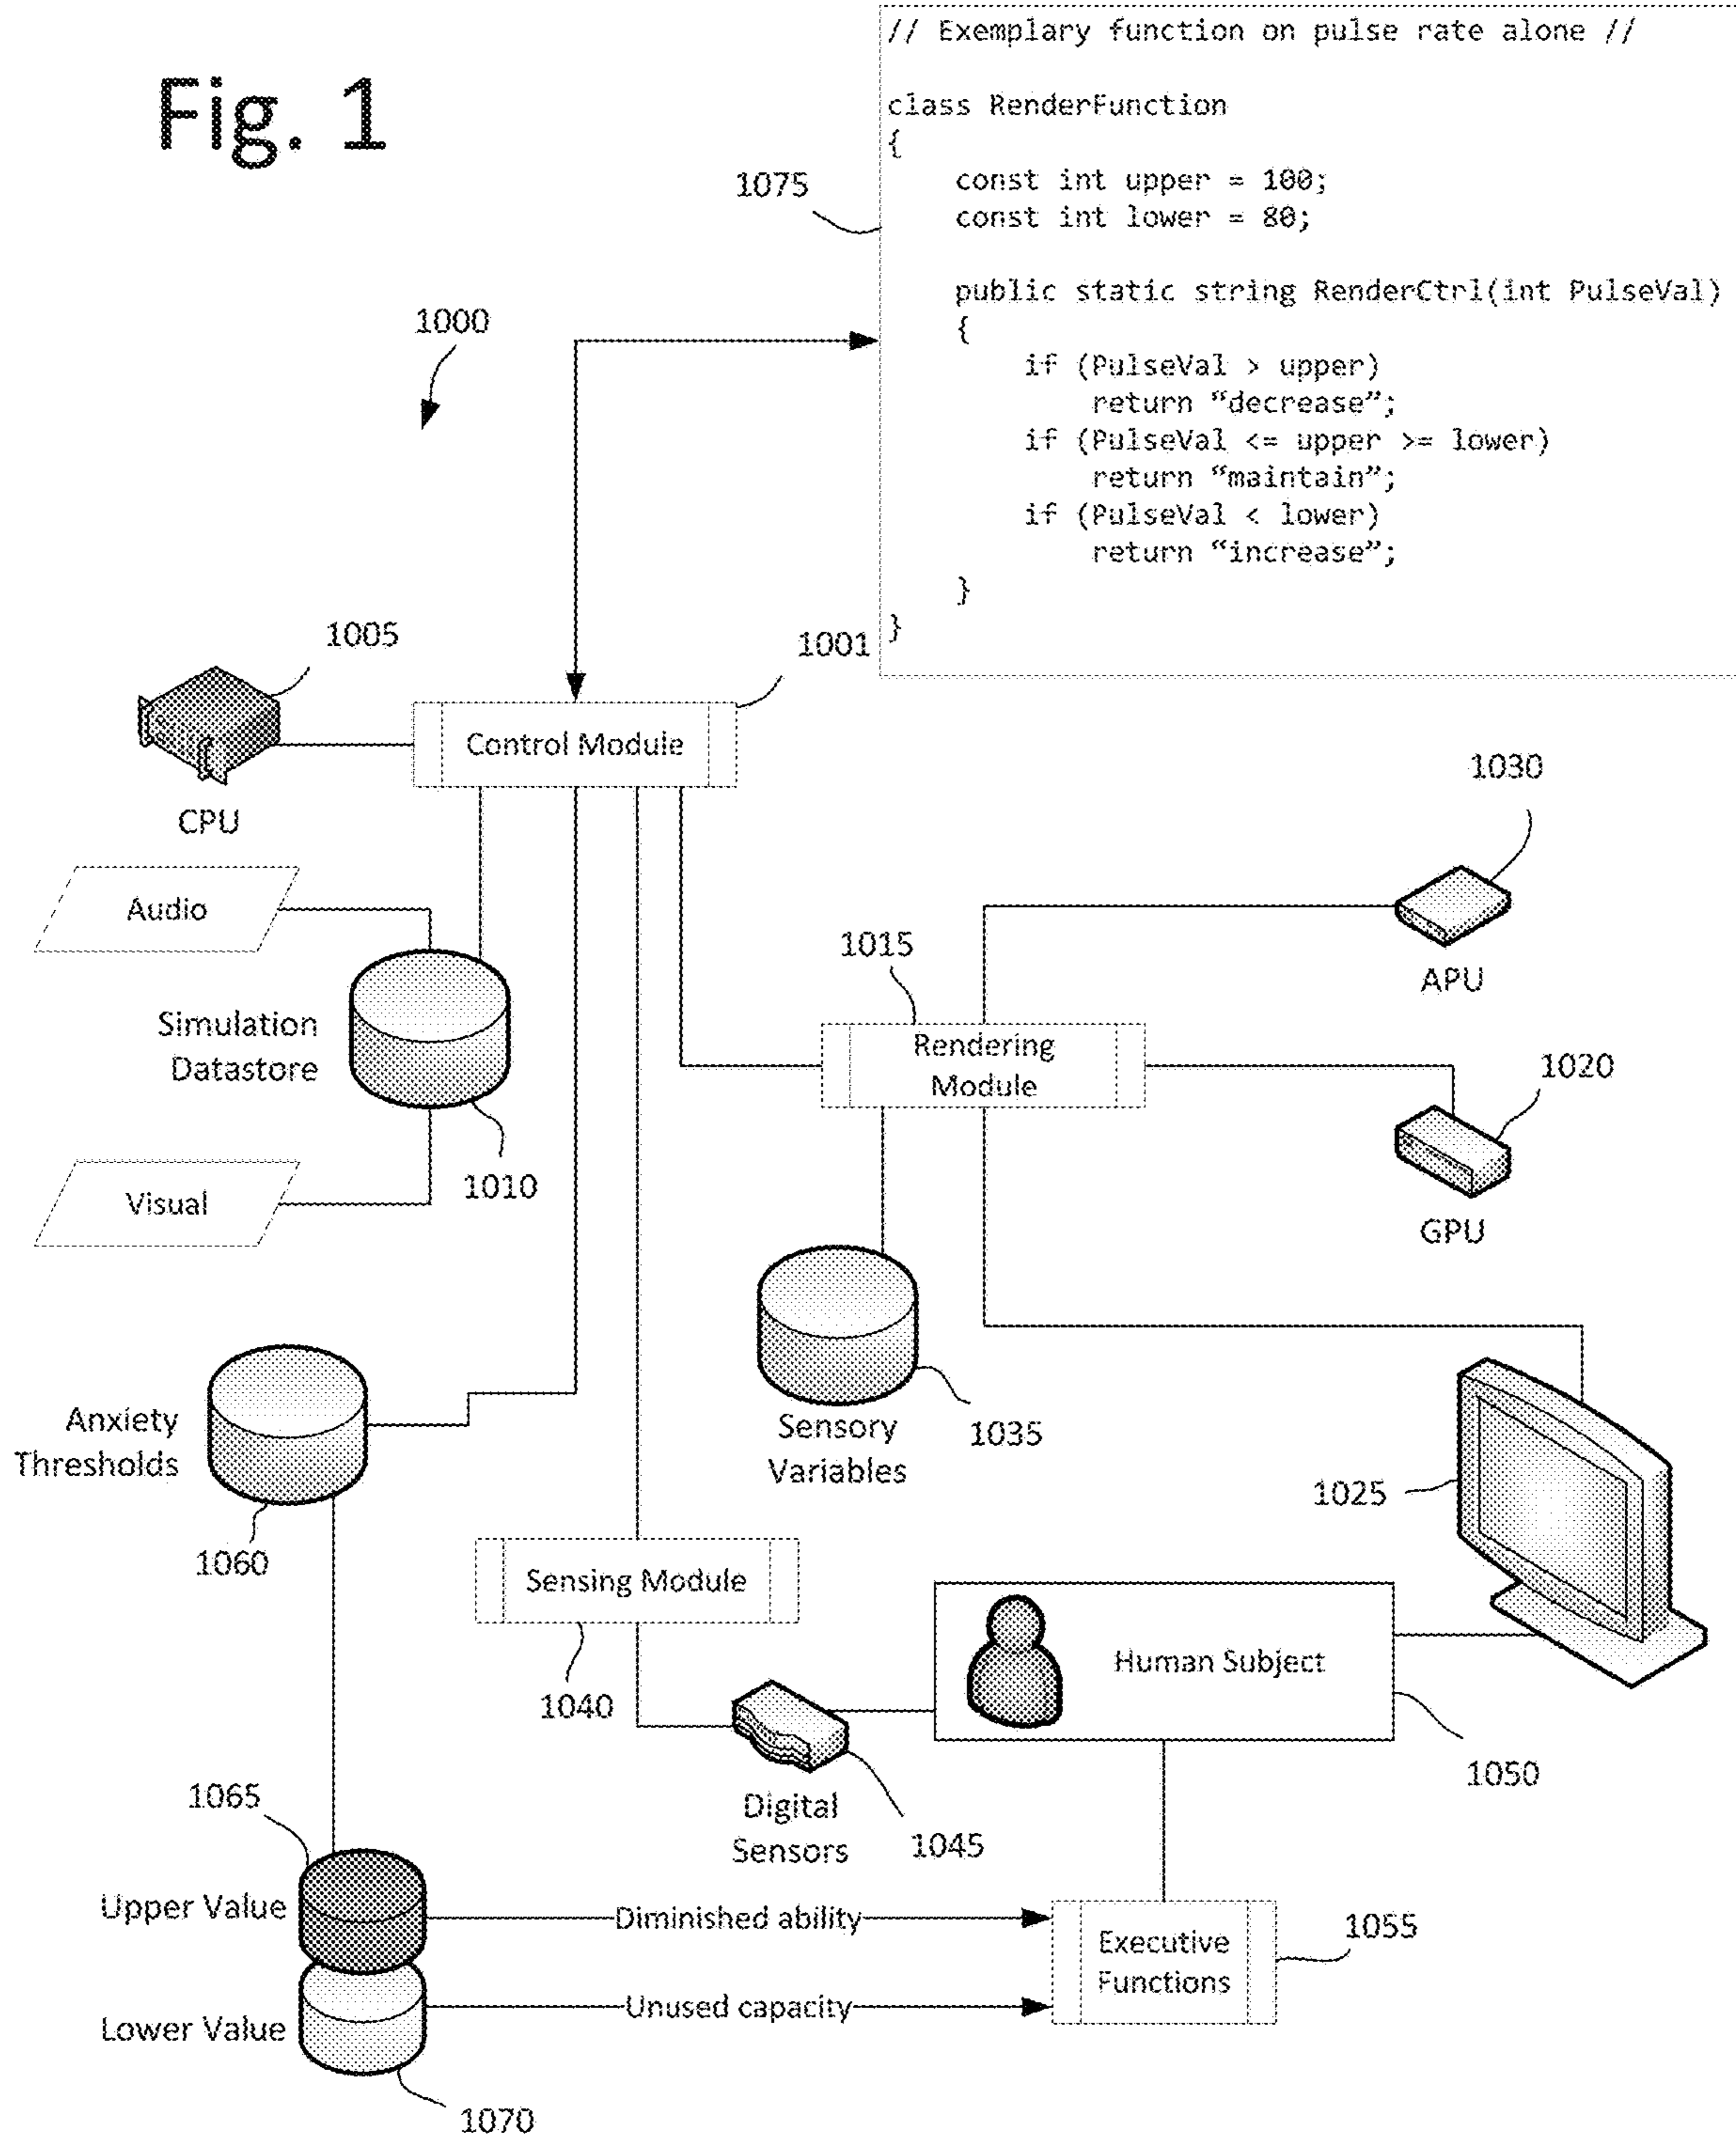 Fig. 1
// Exemplary function on pulse rate alone //
class RenderFunction
{
const int upper = 100;
const int lower = 80;
public static string RenderCtrl(int PulseVal)
{
if (PulseVal > upper)
return “decrease”;
if (PulseVal <= upper >= lower)
return “maintain”;
if (PulseVal < lower)
return “increase”;
}
}
1075
1000
1005
1001
Control Module
CPU
1030
Audio
APU
1015
Simulation
Datastore
Rendering
Module
1020
1010
Visual
GPU
Anxiety
Thresholds
Sensory
Variables
1035
1025
1060
Sensing Module
Human Subject
1040
1050
Digital
Sensors
1045
1065
Upper Value
Diminished ability
Executive
Functions
1055
Unused capacity
Lower Value
1070